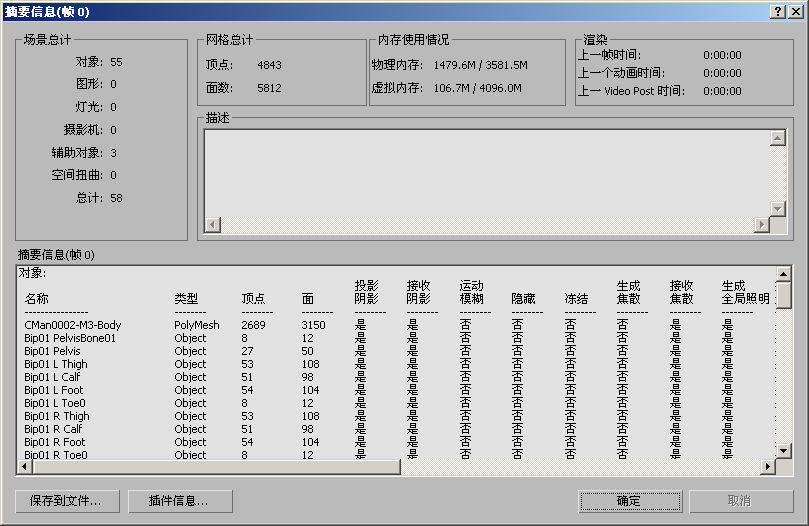 摘要信息(帧 0)
场景总计
对象: 55
图形: 0
灯光: 0
摄影机: 0
辅助对象: 3
空间扭曲: 0
总计: 58
网格总计
顶点: 4843
面数: 5812
内存使用情况
物理内存: 1479.6M / 3581.5M
虚拟内存: 106.7M / 4096.0M
渲染
上一帧时间: 0:00:00
上一个动画时间: 0:00:00
上一 Video Post 时间: 0:00:00
描述
摘要信息(帧 0)
对象:
投影 接收 运动 生成 接收 生成
名称 类型 顶点 面 阴影 阴影 模糊 隐藏 冻结 焦散 焦散 全局照明
CMan0002-M3-Body PolyMesh 2689 3150 是 是 否 否 否 否 是 是
Bip01 PelvisBone01 Object 8 12 是 是 否 否 否 否 是 是
Bip01 Pelvis Object 27 50 是 是 否 否 否 否 是 是
Bip01 L Thigh Object 53 108 是 是 否 否 否 否 是 是
Bip01 L Calf Object 51 98 是 是 否 否 否 否 是 是
Bip01 L Foot Object 54 104 是 是 否 否 否 否 是 是
Bip01 L Toe0 Object 8 12 是 是 否 否 否 否 是 是
Bip01 R Thigh Object 53 108 是 是 否 否 否 否 是 是
Bip01 R Calf Object 51 98 是 是 否 否 否 否 是 是
Bip01 R Foot Object 54 104 是 是 否 否 否 否 是 是
Bip01 R Toe0 Object 8 12 是 是 否 否 否 否 是 是
保存到文件... 插件信息... 确定 取消